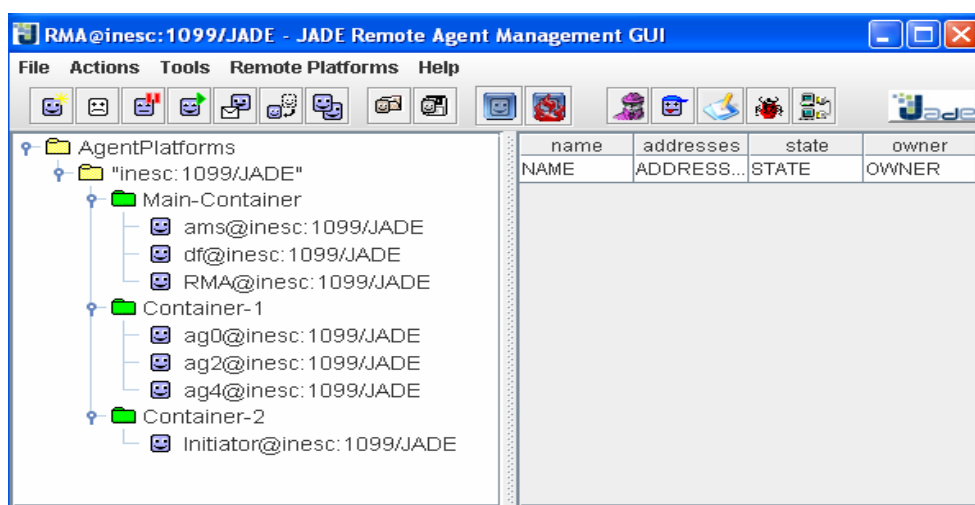 RMA@inesc:1099/JADE - JADE Remote Agent Management GUI
File Actions Tools Remote Platforms Help
Jade
AgentPlatforms
"inesc:1099/JADE"
Main-Container
ams@inesc:1099/JADE
df@inesc:1099/JADE
RMA@inesc:1099/JADE
Container-1
ag0@inesc:1099/JADE
ag2@inesc:1099/JADE
ag4@inesc:1099/JADE
Container-2
Initiator@inesc:1099/JADE
name addresses state owner
NAME ADDRESS... STATE OWNER